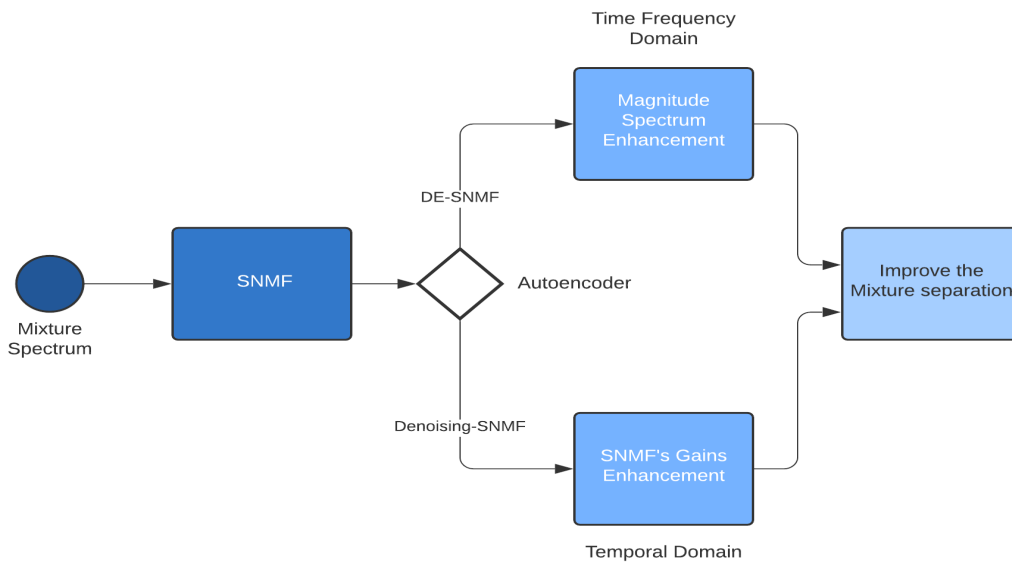 Time Frequency
Domain
Magnitude
Spectrum
Enhancement
DE-SNMF
SNMF
Autoencoder
Improve the
Mixture separation
Mixture
Spectrum
Denoising-SNMF
SNMF's Gains
Enhancement
Temporal Domain